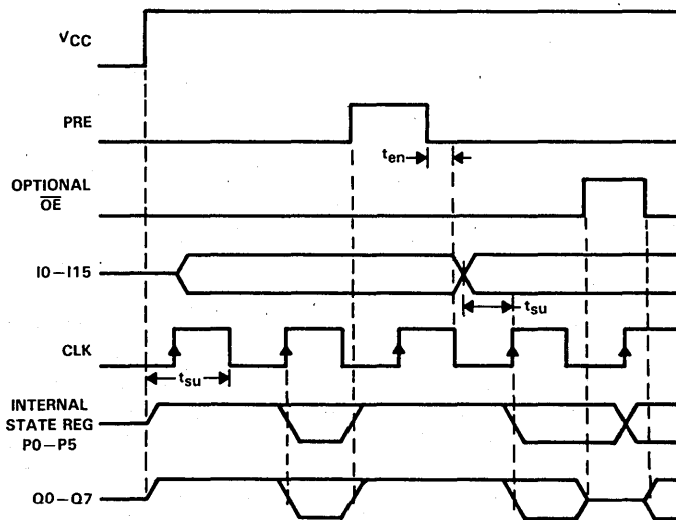 VCC
PRE
ten
OPTIONAL
OE
I0–I15
tsu
CLK
tsu
INTERNAL
STATE REG
P0–P5
Q0–Q7